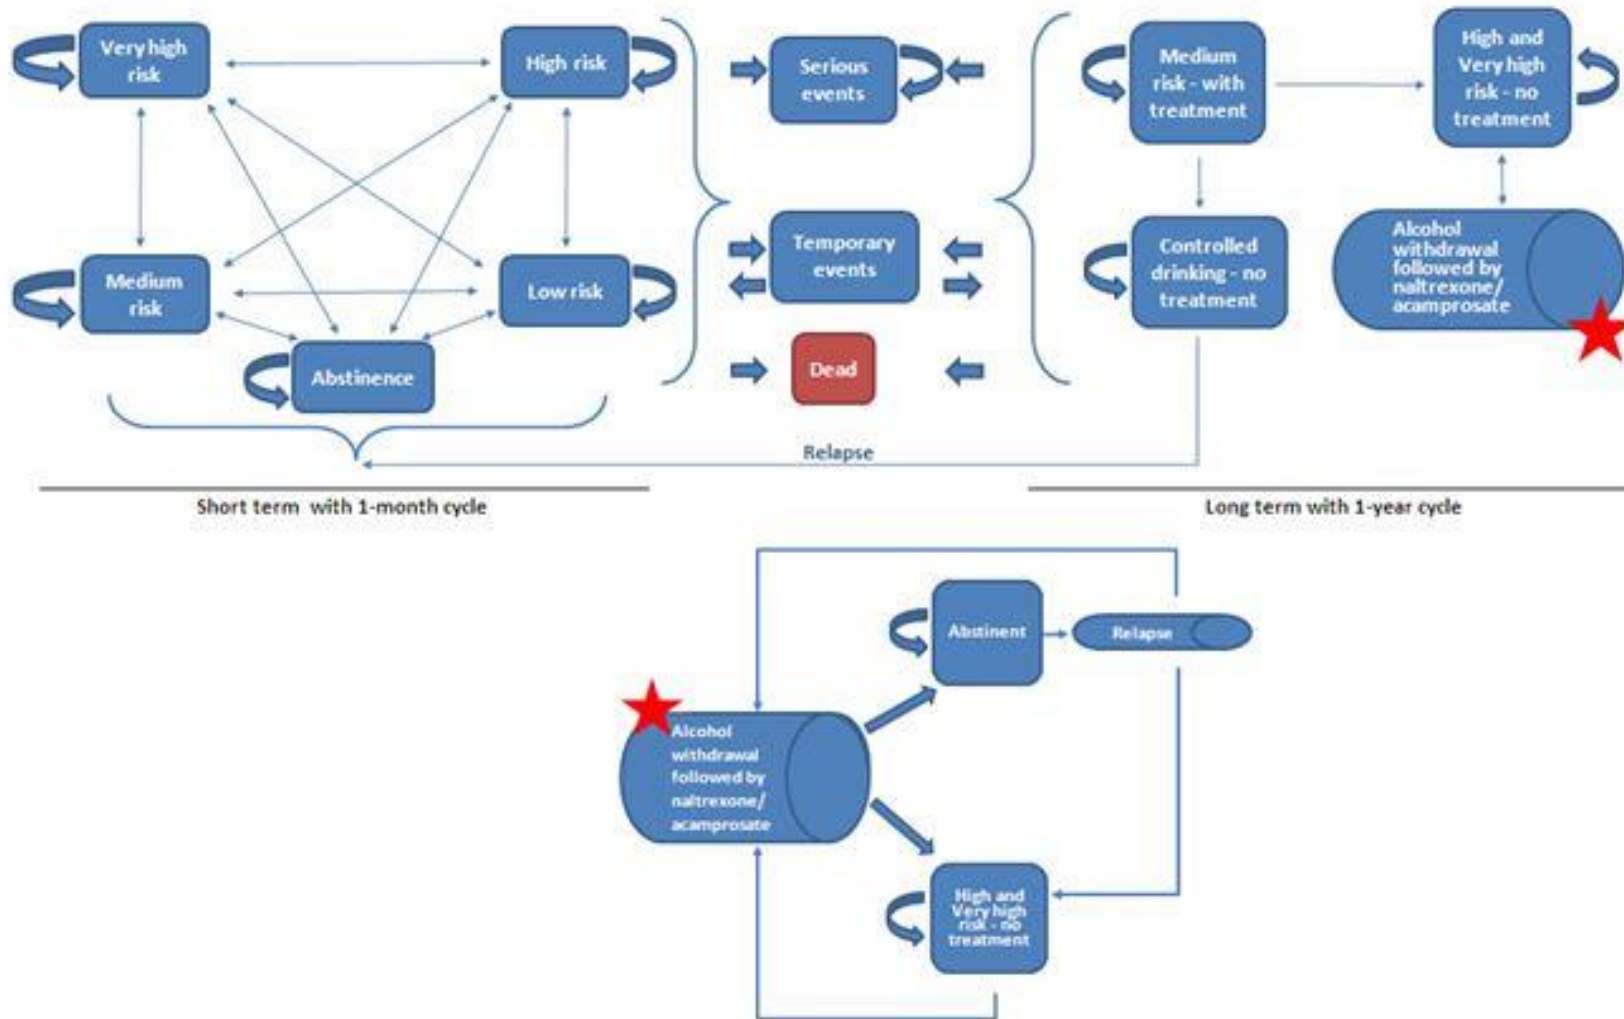 Very high
risk
High risk
Serious
events
Medium
risk - with
treatment
High and
Very high
risk - no
treatment
Medium
risk
Low risk
Abstinence
Temporary
events
Dead
Controlled
drinking - no
treatment
Alcohol
withdrawal
followed by
naltrexone/
acamprosate
Relapse
Short term with 1-month cycle
Long term with 1-year cycle
Abstinent
Relapse
Alcohol
withdrawal
followed by
naltrexone/
acamprosate
High and
Very high
risk - no
treatment